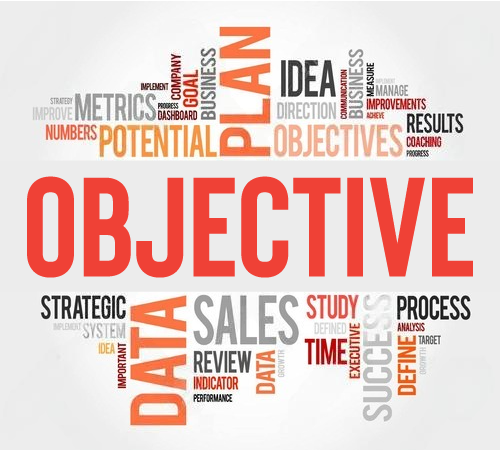 PLAN
IDEA
BUSINESS
MEASURE
IMPLEMENT
COMPANY
GOAL
BUSINESS
COMMUNICATION
IMPLEMENT
MANAGE
STRATEGY
METRICS
PROGRESS
DIRECTION
IMPROVEMENTS
IMPROVE
DASHBOARD
ACHIEVE
NUMBERS
POTENTIAL
OBJECTIVES
RESULTS
COACHING
PROGRESS
OBJECTIVE
STRATEGIC
DATA
SALES
STUDY
SUCCESS
PROCESS
IMPLEMENT
SYSTEM
DEFINED
EXECUTIVE
ANALYSIS
IDEA
IMPORTANT
REVIEW
DATA
GROWTH
TIME
DEFINE
TARGET
GROWTH
INDICATOR
PERFORMANCE